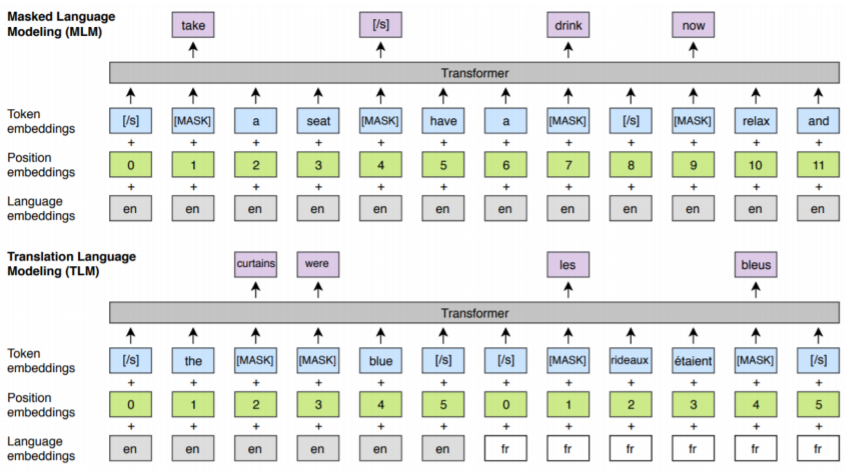 Masked Language
Modeling (MLM)
take [/s] drink now
Transformer
Token
embeddings
[/s] [MASK] a seat [MASK] have a [MASK] [/s] [MASK] relax and
+ + + + + + + + + + + +
Position
embeddings
0 1 2 3 4 5 6 7 8 9 10 11
+ + + + + + + + + + + +
Language
embeddings
en en en en en en en en en en en en
Translation Language
Modeling (TLM)
curtains were les bleus
Transformer
Token
embeddings
[/s] the [MASK] [MASK] blue [/s] [/s] [MASK] rideaux étaient [MASK] [/s]
+ + + + + + + + + + + +
Position
embeddings
0 1 2 3 4 5 0 1 2 3 4 5
+ + + + + + + + + + + +
Language
embeddings
en en en en en en fr fr fr fr fr fr